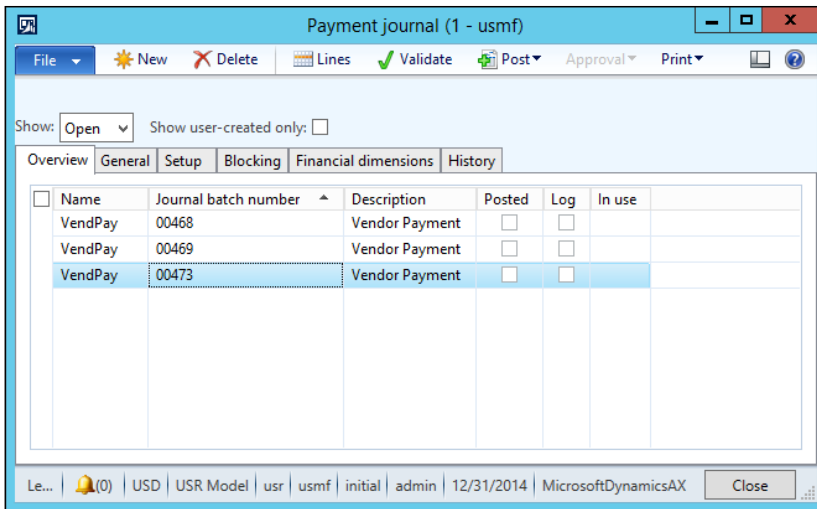 Payment journal (1 - usmf)
File New Delete Lines Validate Post Approval Print
Show: Open Show user-created only:
Overview General Setup Blocking Financial dimensions History
Name Journal batch number Description Posted Log In use
VendPay 00468 Vendor Payment
VendPay 00469 Vendor Payment
VendPay 00473 Vendor Payment
Le... (0) USD USR Model usr usmf initial admin 12/31/2014 MicrosoftDynamicsAX Close